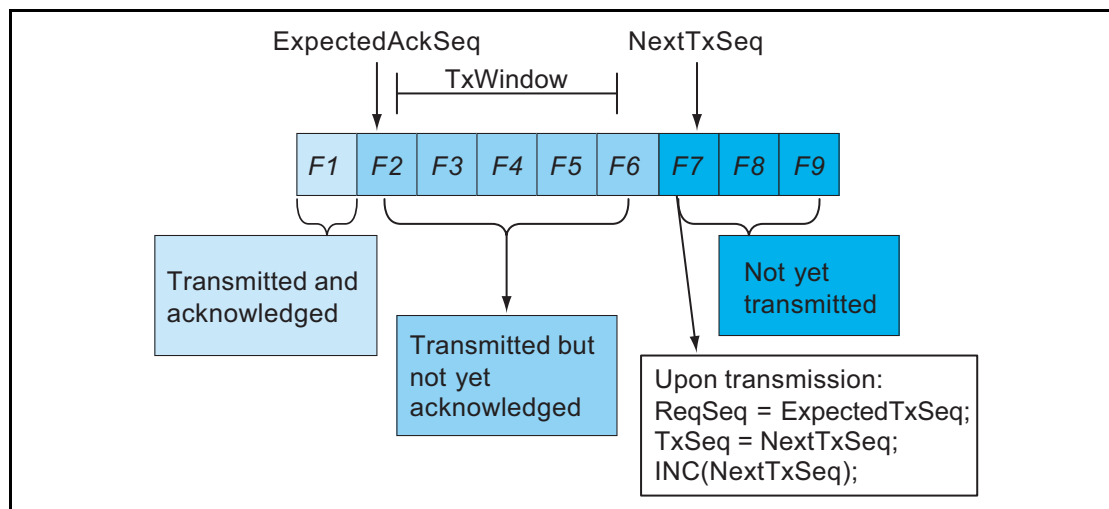 ExpectedAckSeq
NextTxSeq
TxWindow
F1 F2 F3 F4 F5 F6 F7 F8 F9
Transmitted and
acknowledged
Transmitted but
not yet
acknowledged
Not yet
transmitted
Upon transmission:
ReqSeq = ExpectedTxSeq;
TxSeq = NextTxSeq;
INC(NextTxSeq);